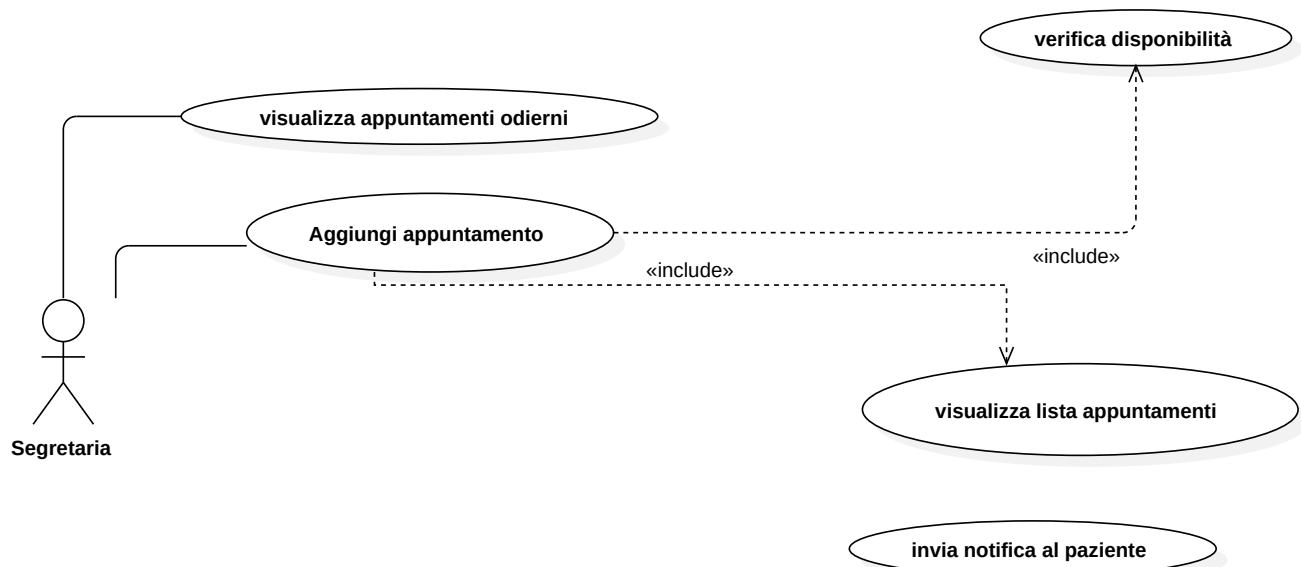 verifica disponibilità
visualizza appuntamenti odierni
Aggiungi appuntamento
«include»
«include»
visualizza lista appuntamenti
Segretaria
invia notifica al paziente